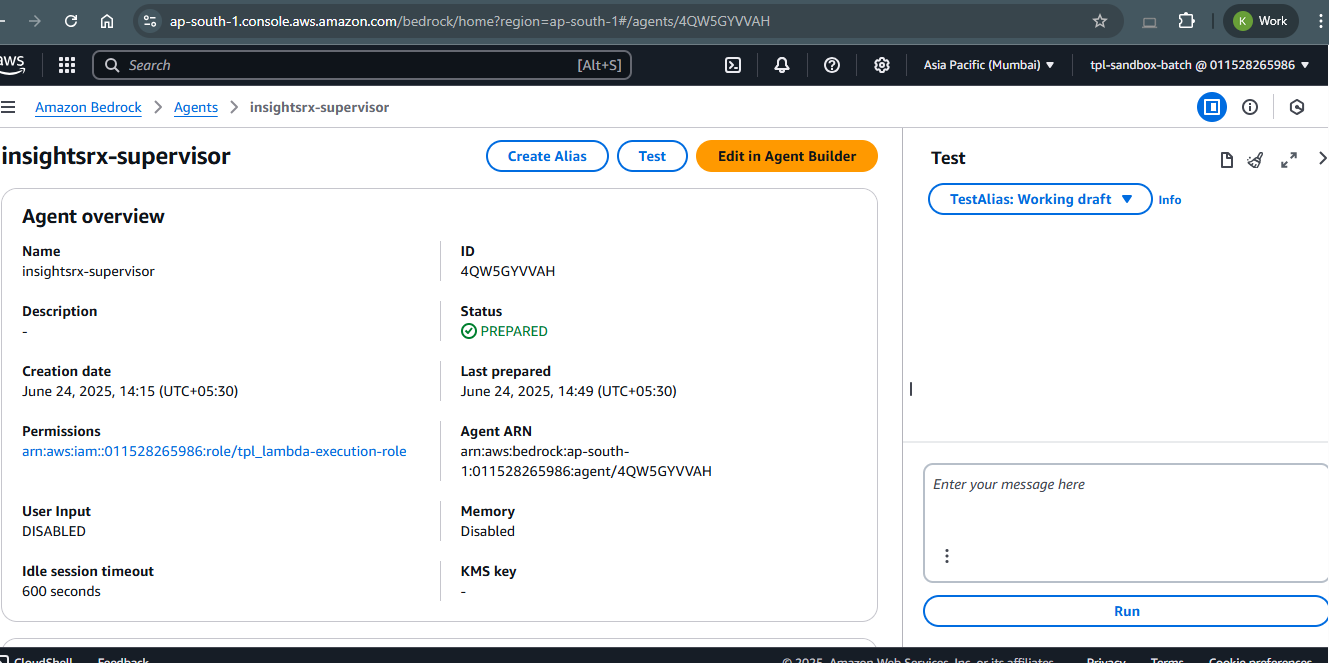 ap-south-1.console.aws.amazon.com/bedrock/home?region=ap-south-1#/agents/4QW5GYVVAH
K Work
aws
Search [Alt+S]
Asia Pacific (Mumbai)
tpl-sandbox-batch @ 011528265986
Amazon Bedrock > Agents > insightsrx-supervisor
insightsrx-supervisor
Create Alias
Test
Edit in Agent Builder
Agent overview
Name
insightsrx-supervisor
ID
4QW5GYVVAH
Description
-
Status
PREPARED
Creation date
June 24, 2025, 14:15 (UTC+05:30)
Last prepared
June 24, 2025, 14:49 (UTC+05:30)
Permissions
arn:aws:iam::011528265986:role/tpl_lambda-execution-role
Agent ARN
arn:aws:bedrock:ap-south-
1:011528265986:agent/4QW5GYVVAH
User Input
DISABLED
Memory
Disabled
Idle session timeout
600 seconds
KMS key
-
Test
TestAlias: Working draft
Info
Enter your message here
Run
CloudShell
Feedback
© 2025, Amazon Web Services, Inc. or its affiliates.
Privacy
Terms
Cookie preferences